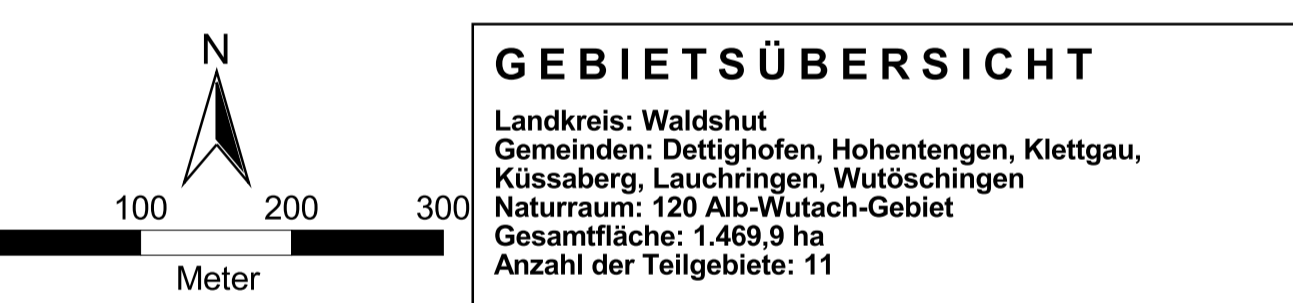 N
100 200 300
Meter
GEBIETSÜBERSICHT
Landkreis: Waldshut
Gemeinden: Dettighofen, Hohentengen, Klettgau,
Küssaberg, Lauchringen, Wutöschingen
Naturraum: 120 Alb-Wutach-Gebiet
Gesamtfläche: 1.469,9 ha
Anzahl der Teilgebiete: 11